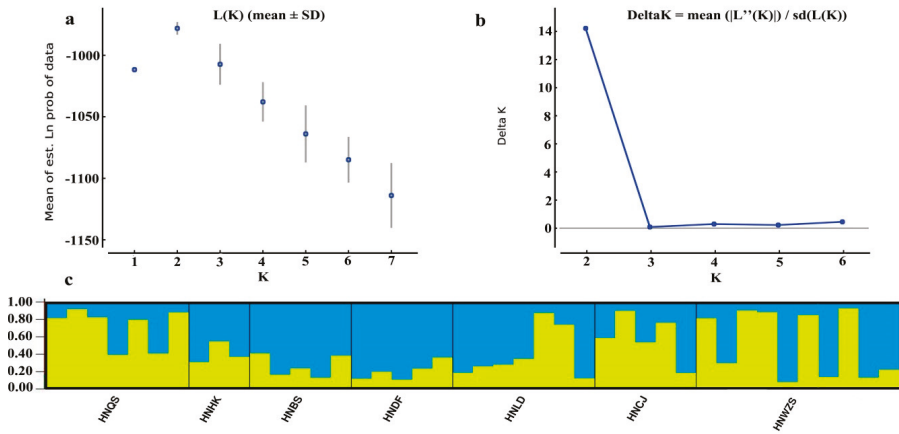 a
L(K) (mean ± SD)
Mean of est. Ln prob of data
-1000
-1050
-1100
-1150
1 2 3 4 5 6 7
K
b
DeltaK = mean (|L’’(K)|) / sd(L(K))
Delta K
14
12
10
8
6
4
2
0
2 3 4 5 6
K
c
1.00
0.80
0.60
0.40
0.20
0.00
HNQS HNHK HNBS HNDF HNLD HNCJ HNWZS